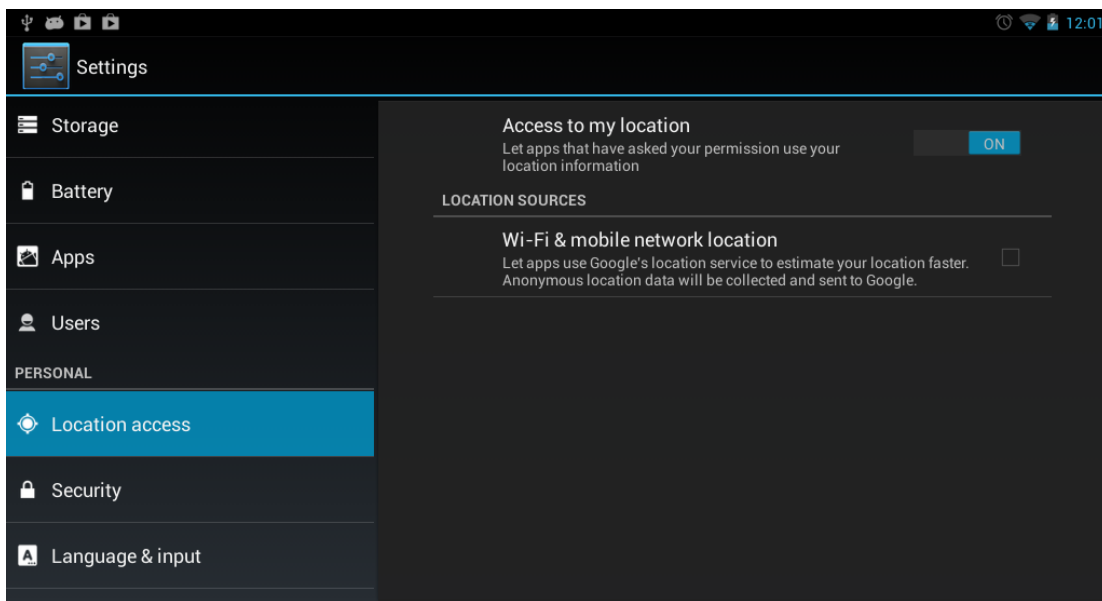 12:01
Settings
Storage
Battery
Apps
Users
PERSONAL
Location access
Security
Language & input
Access to my location
ON
Let apps that have asked your permission use your
location information
LOCATION SOURCES
Wi-Fi & mobile network location
Let apps use Google's location service to estimate your location faster.
Anonymous location data will be collected and sent to Google.